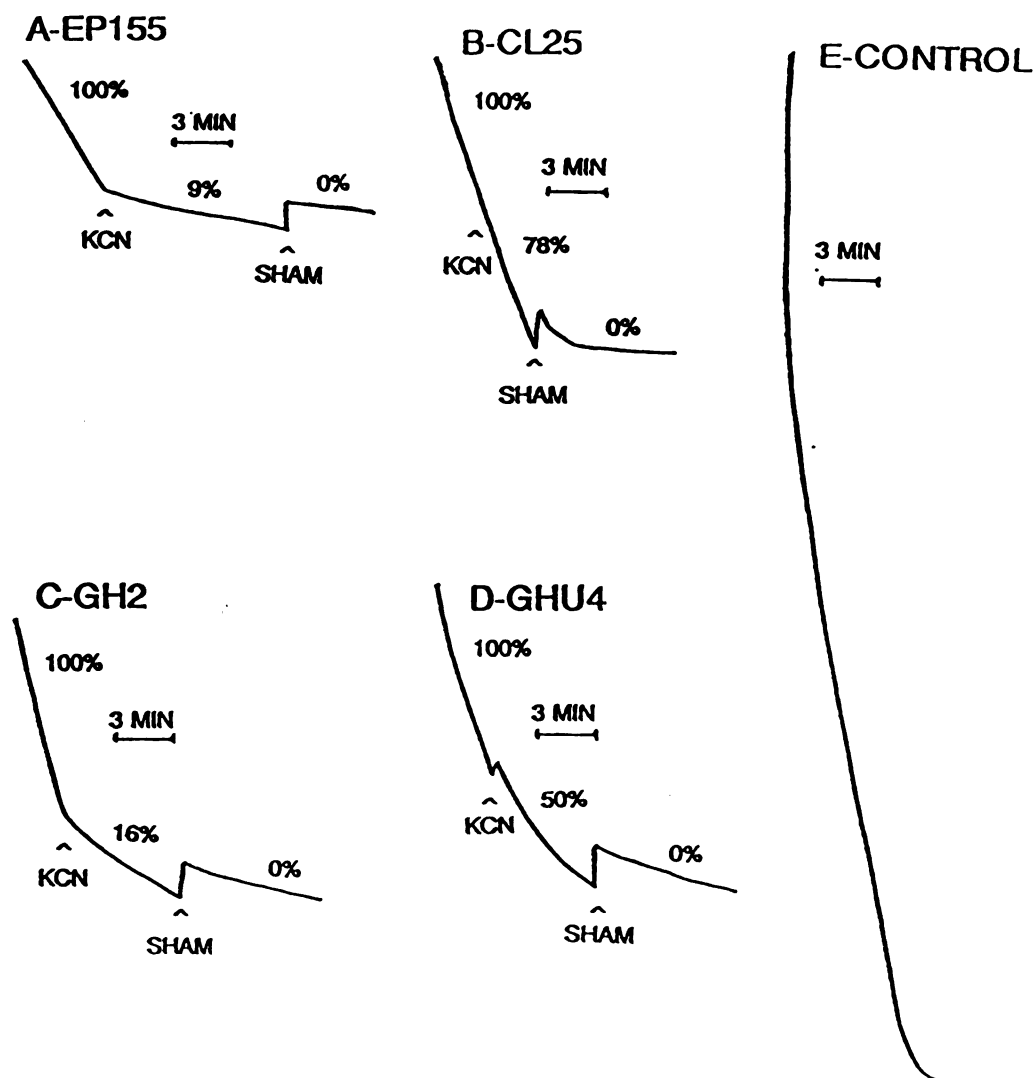 A-EP155
100%
3 MIN
9%
0%
^
KCN
^
SHAM
B-CL25
100%
3 MIN
^
KCN
78%
0%
^
SHAM
E-CONTROL
3 MIN
C-GH2
100%
3 MIN
16%
0%
^
KCN
^
SHAM
D-GHU4
100%
3 MIN
^
KCN
50%
0%
^
SHAM